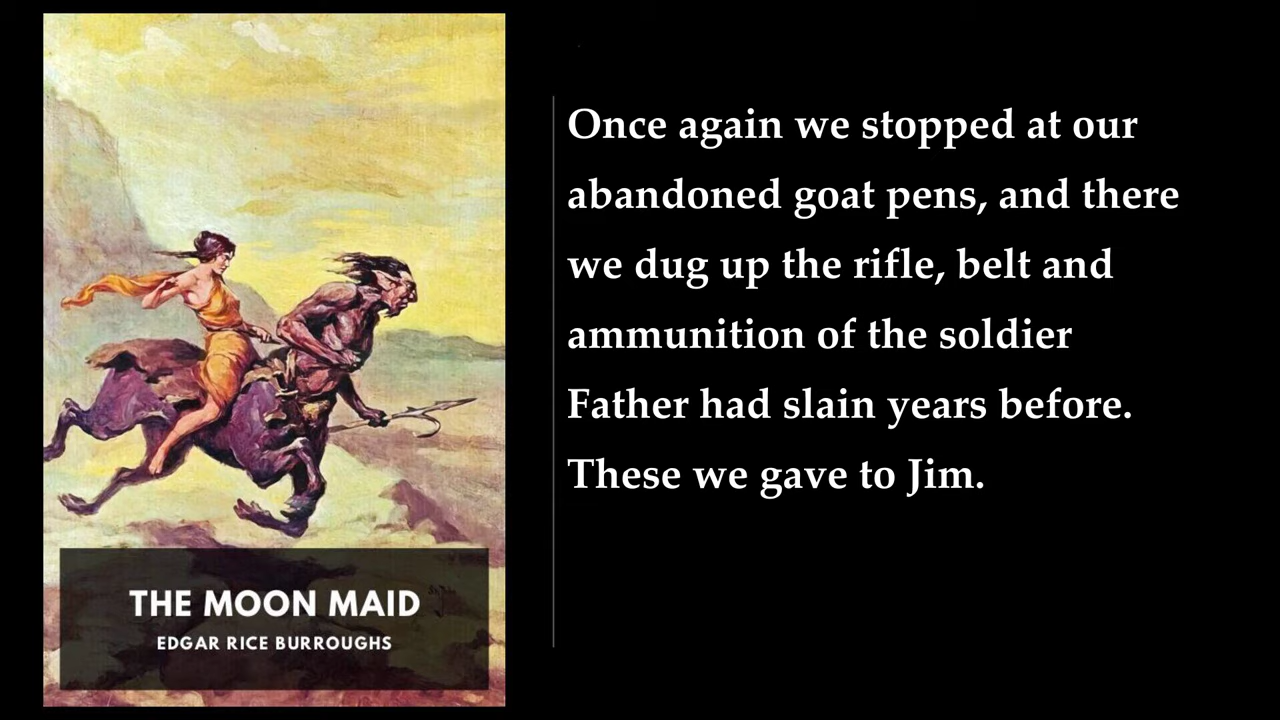 Once again we stopped at our
abandoned goat pens, and there
we dug up the rifle, belt and
ammunition of the soldier
Father had slain years before.
These we gave to Jim.
THE MOON MAID
EDGAR RICE BURROUGHS